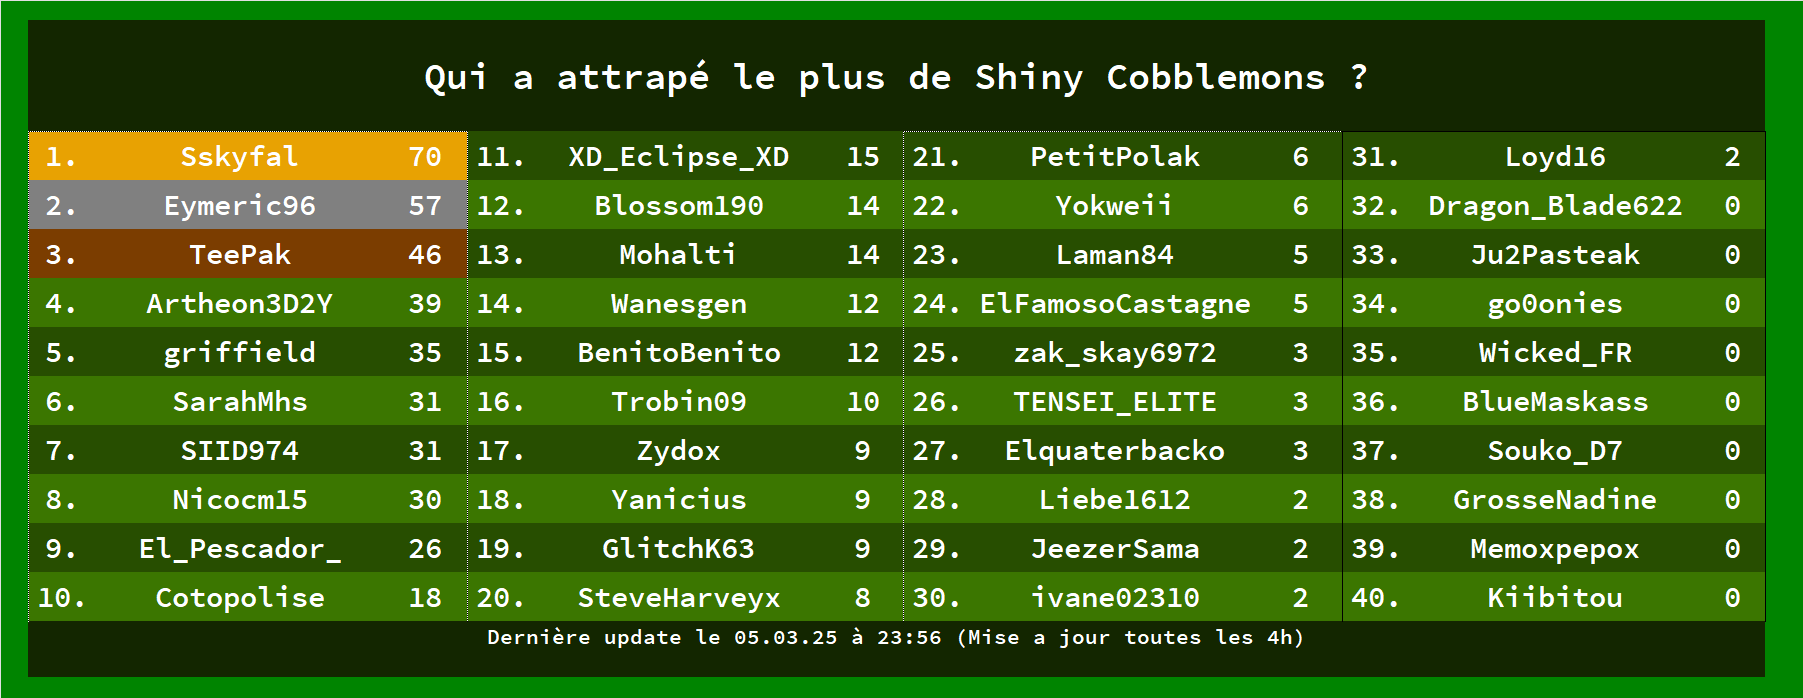 Qui a attrapé le plus de Shiny Cobblemons ?
1. Sskyfal 70 11. XD_Eclipse_XD 15 21. PetitPolak 6 31. Loyd16 2
2. Eymeric96 57 12. Blossom190 14 22. Yokweii 6 32. Dragon_Blade622 0
3. TeePak 46 13. Mohalti 14 23. Laman84 5 33. Ju2Pasteak 0
4. Artheon3D2Y 39 14. Wanesgen 12 24. ElFamosoCastagne 5 34. go0onies 0
5. griffield 35 15. BenitoBenito 12 25. zak_skay6972 3 35. Wicked_FR 0
6. SarahMhs 31 16. Trobin09 10 26. TENSEI_ELITE 3 36. BlueMaskass 0
7. SIID974 31 17. Zydox 9 27. Elquaterbacko 3 37. Souko_D7 0
8. Nicocm15 30 18. Yanicius 9 28. Liebe1612 2 38. GrosseNadine 0
9. El_Pescador_ 26 19. GlitchK63 9 29. JeezerSama 2 39. Memoxpepox 0
10. Cotopolise 18 20. SteveHarveyx 8 30. ivane02310 2 40. Kiibitou 0
Dernière update le 05.03.25 à 23:56 (Mise a jour toutes les 4h)